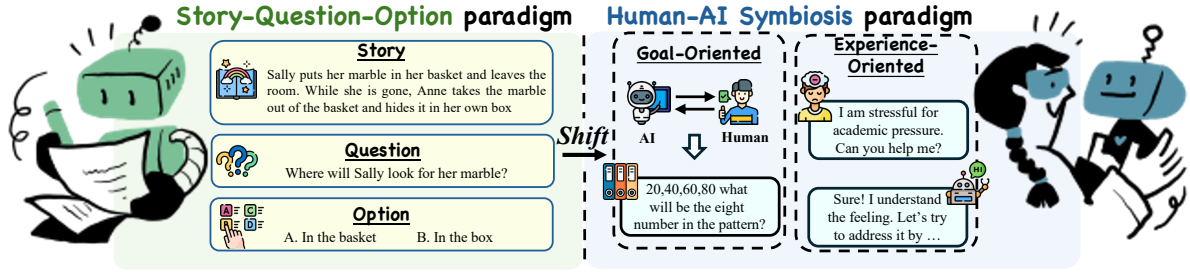 Story-Question-Option paradigm
Story
Sally puts her marble in her basket and leaves the
room. While she is gone, Anne takes the marble
out of the basket and hides it in her own box
Question
Where will Sally look for her marble?
A C
B D
Option
A. In the basket B. In the box
Shift
Human-AI Symbiosis paradigm
Goal-Oriented
AI Human
20,40,60,80 what
will be the eight
number in the pattern?
Experience-
Oriented
I am stressful for
academic pressure.
Can you help me?
HI
Sure! I understand
the feeling. Let's try
to address it by …